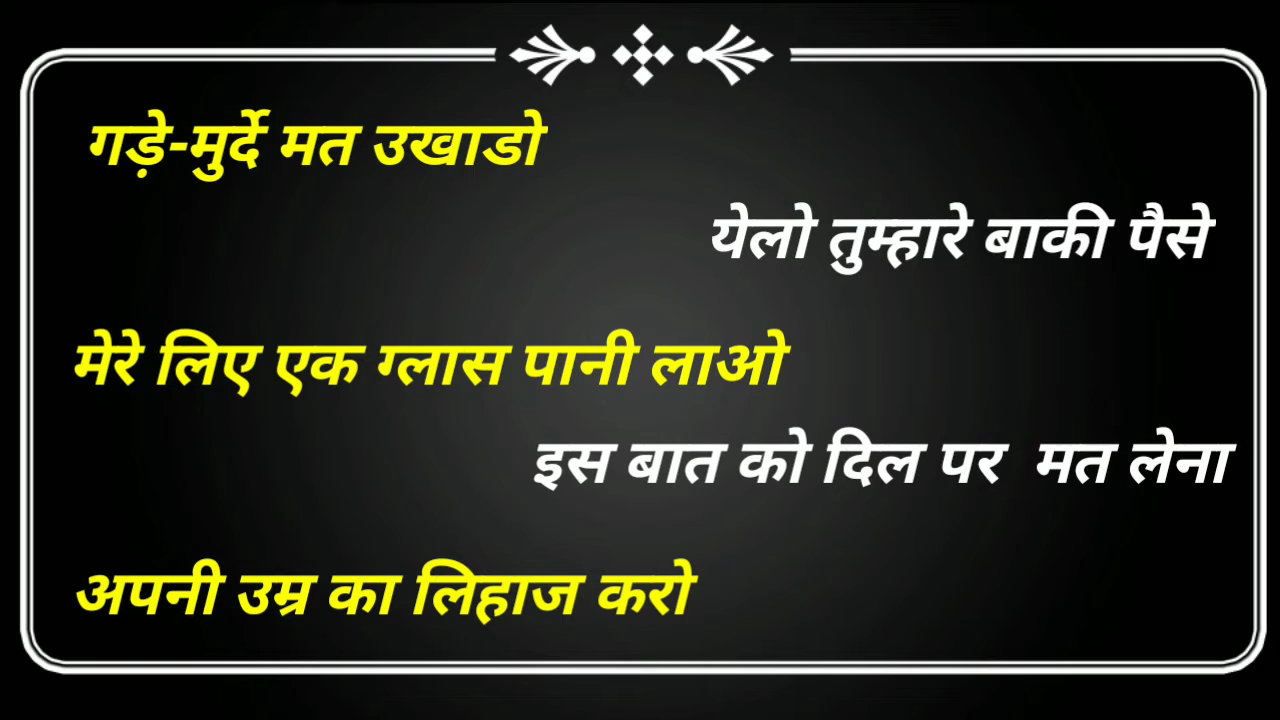 गड़े-मुर्दे मत उखाडो
येलो तुम्हारे बाकी पैसे
मेरे लिए एक ग्लास पानी लाओ
इस बात को दिल पर मत लेना
अपनी उम्र का लिहाज करो